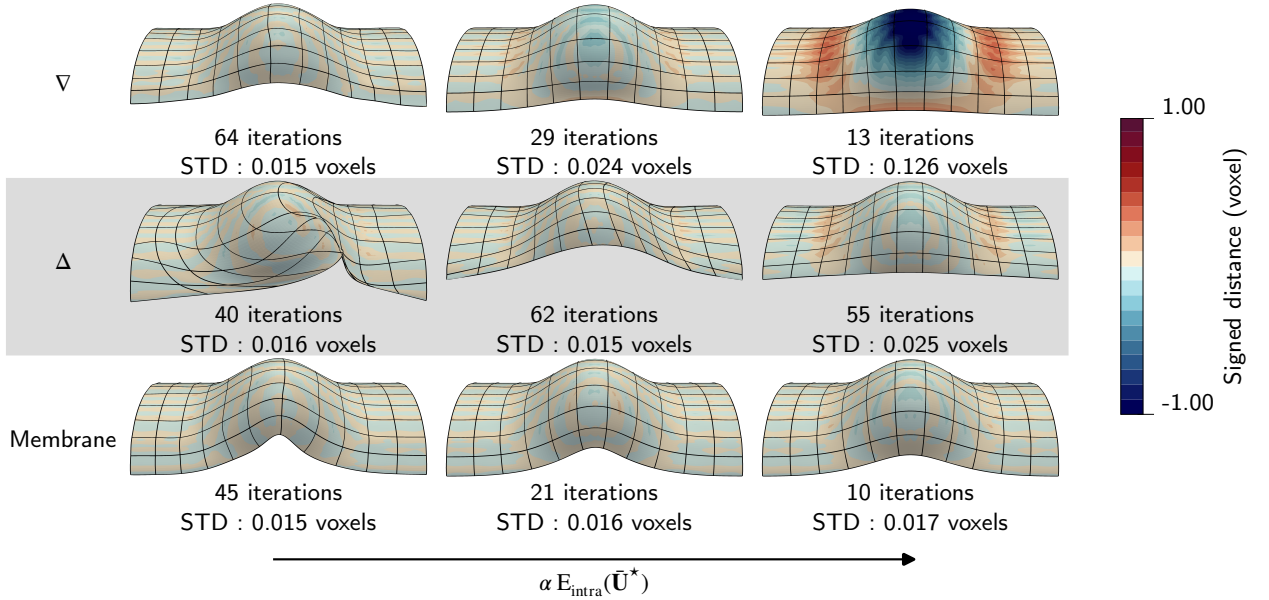 ∇
64 iterations
STD : 0.015 voxels
29 iterations
STD : 0.024 voxels
13 iterations
STD : 0.126 voxels
Δ
40 iterations
STD : 0.016 voxels
62 iterations
STD : 0.015 voxels
55 iterations
STD : 0.025 voxels
Membrane
45 iterations
STD : 0.015 voxels
21 iterations
STD : 0.016 voxels
10 iterations
STD : 0.017 voxels
α E_intra(Ū⋆)
1.00
Signed distance (voxel)
-1.00